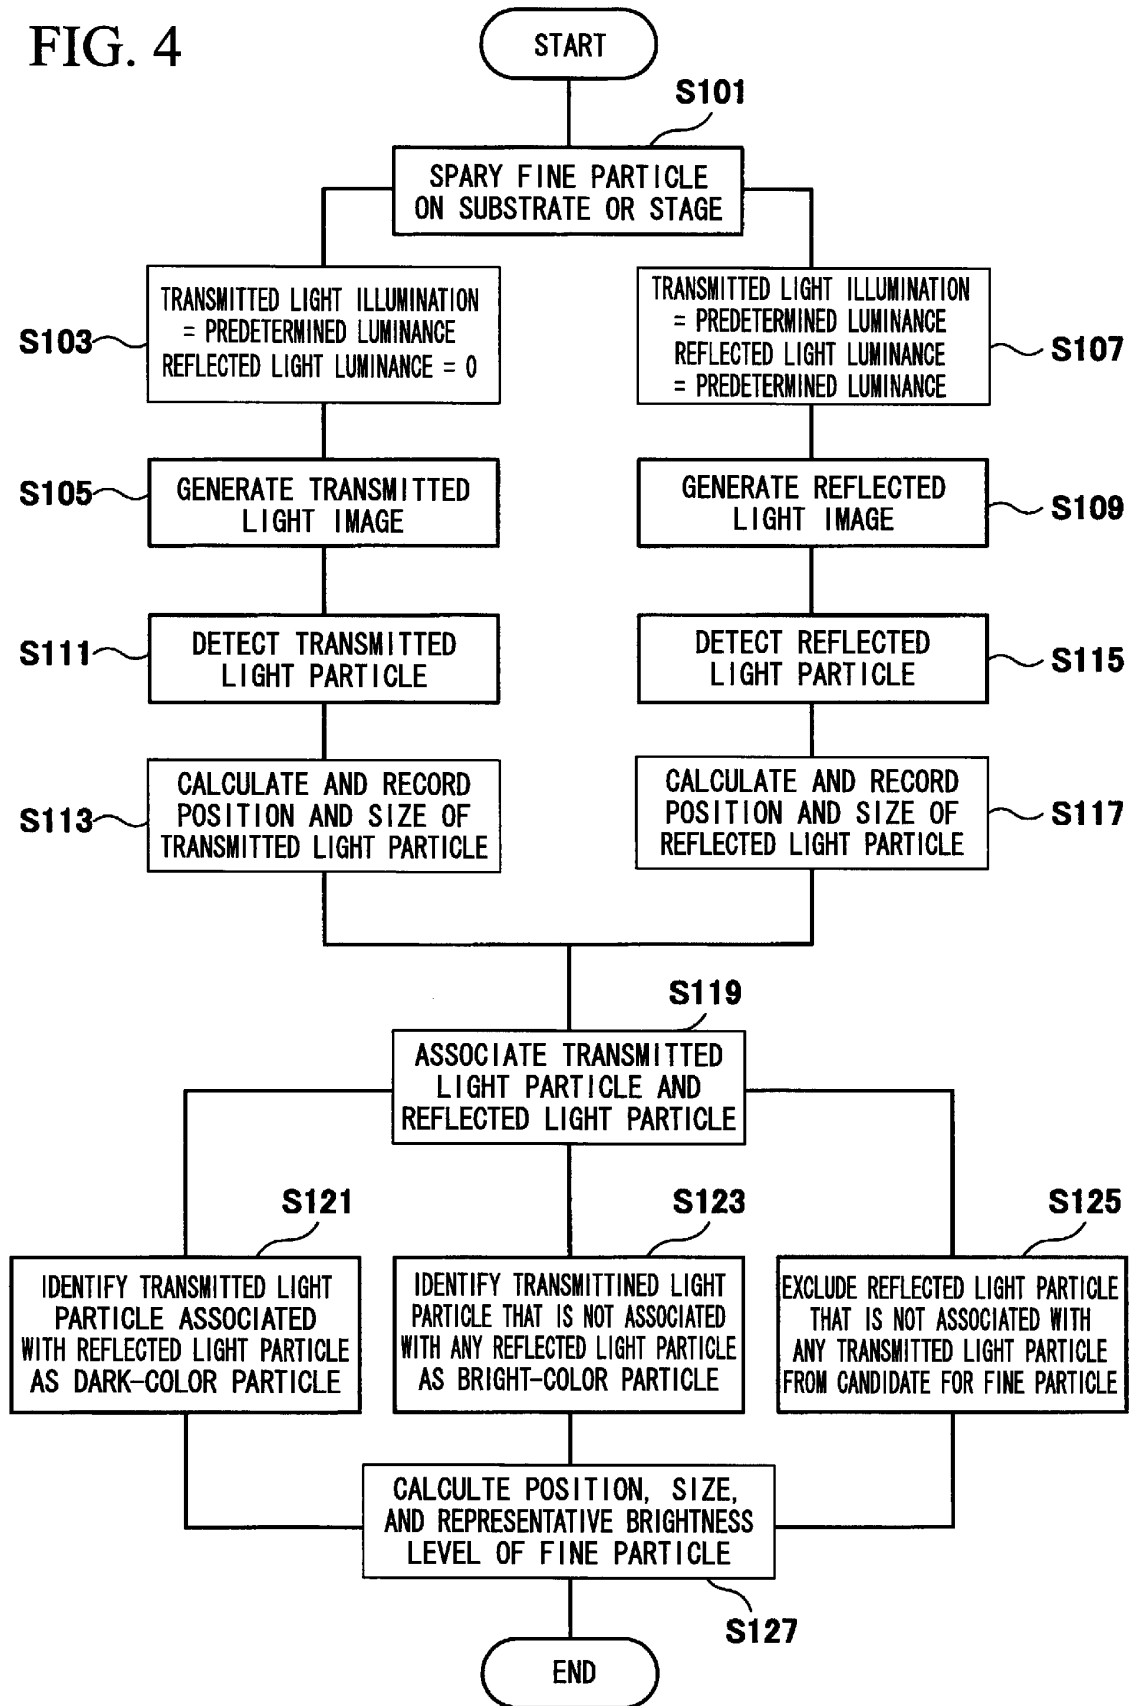 FIG. 4
START
S101
SPARY FINE PARTICLE
ON SUBSTRATE OR STAGE
S103
TRANSMITTED LIGHT ILLUMINATION
= PREDETERMINED LUMINANCE
REFLECTED LIGHT LUMINANCE = 0
TRANSMITTED LIGHT ILLUMINATION
= PREDETERMINED LUMINANCE
REFLECTED LIGHT LUMINANCE
= PREDETERMINED LUMINANCE
S107
S105
GENERATE TRANSMITTED
LIGHT IMAGE
GENERATE REFLECTED
LIGHT IMAGE
S109
S111
DETECT TRANSMITTED
LIGHT PARTICLE
DETECT REFLECTED
LIGHT PARTICLE
S115
S113
CALCULATE AND RECORD
POSITION AND SIZE OF
TRANSMITTED LIGHT PARTICLE
CALCULATE AND RECORD
POSITION AND SIZE OF
REFLECTED LIGHT PARTICLE
S117
S119
ASSOCIATE TRANSMITTED
LIGHT PARTICLE AND
REFLECTED LIGHT PARTICLE
S121
IDENTIFY TRANSMITTED LIGHT
PARTICLE ASSOCIATED
WITH REFLECTED LIGHT PARTICLE
AS DARK-COLOR PARTICLE
S123
IDENTIFY TRANSMITTINED LIGHT
PARTICLE THAT IS NOT ASSOCIATED
WITH ANY REFLECTED LIGHT PARTICLE
AS BRIGHT-COLOR PARTICLE
S125
EXCLUDE REFLECTED LIGHT PARTICLE
THAT IS NOT ASSOCIATED WITH
ANY TRANSMITTED LIGHT PARTICLE
FROM CANDIDATE FOR FINE PARTICLE
CALCULTE POSITION, SIZE,
AND REPRESENTATIVE BRIGHTNESS
LEVEL OF FINE PARTICLE
S127
END